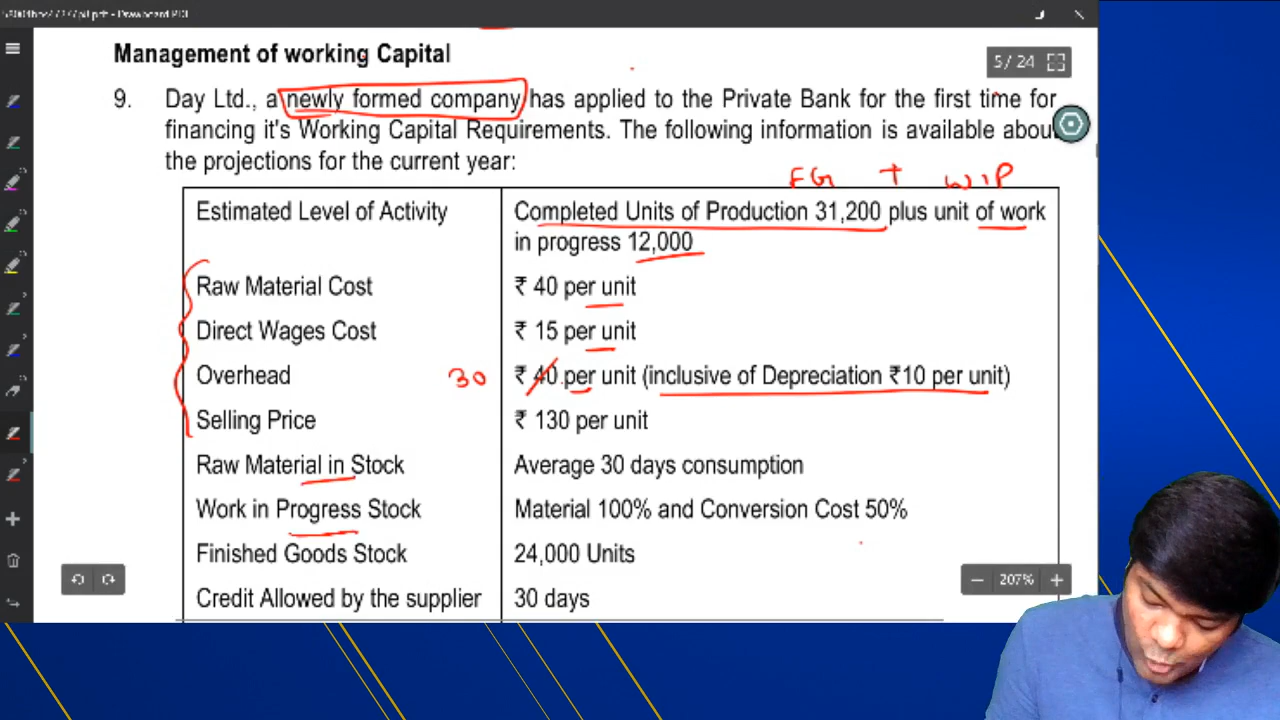 Management of working Capital
5 / 24
9. Day Ltd., a newly formed company has applied to the Private Bank for the first time for
financing it's Working Capital Requirements. The following information is available about
the projections for the current year:
FG + WIP
Estimated Level of Activity Completed Units of Production 31,200 plus unit of work
in progress 12,000
Raw Material Cost ₹ 40 per unit
Direct Wages Cost ₹ 15 per unit
Overhead 30 ₹ 40 per unit (inclusive of Depreciation ₹10 per unit)
Selling Price ₹ 130 per unit
Raw Material in Stock Average 30 days consumption
Work in Progress Stock Material 100% and Conversion Cost 50%
Finished Goods Stock 24,000 Units
207%
Credit Allowed by the supplier 30 days